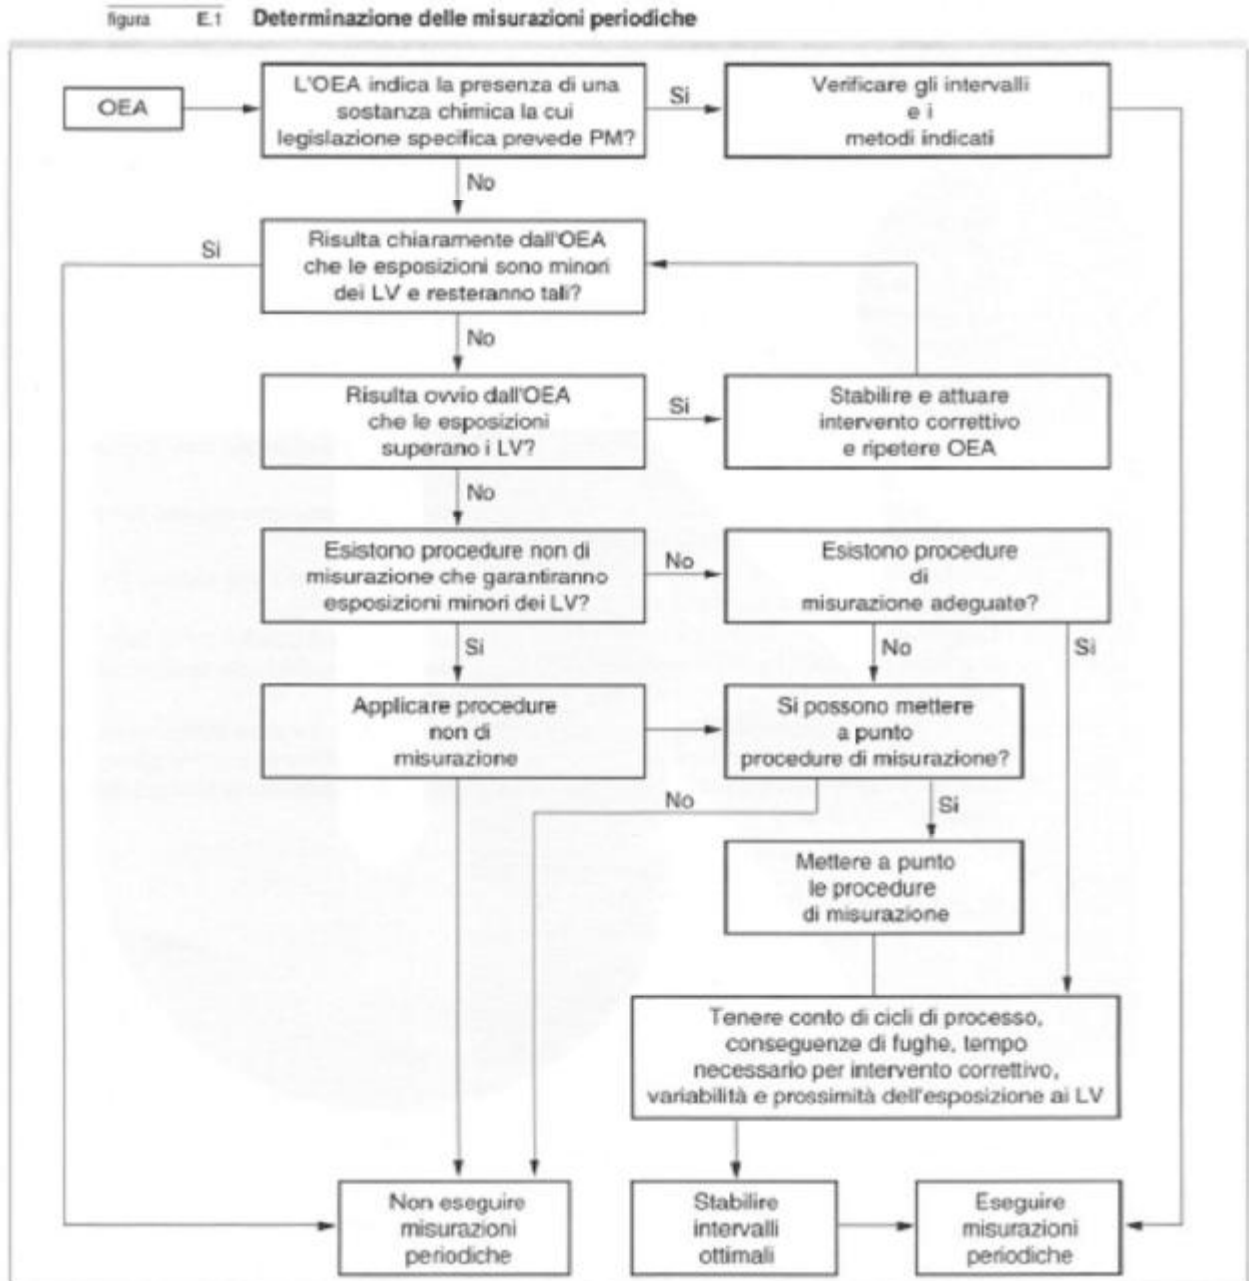 figura E.1 Determinazione delle misurazioni periodiche
OEA
L'OEA indica la presenza di una
sostanza chimica la cui
legislazione specifica prevede PM?
Si
Verificare gli intervalli
e i
metodi indicati
No
Si
Risulta chiaramente dall'OEA
che le esposizioni sono minori
dei LV e resteranno tali?
No
Risulta ovvio dall'OEA
che le esposizioni
superano i LV?
Si
Stabilire e attuare
intervento correttivo
e ripetere OEA
No
Esistono procedure non di
misurazione che garantiranno
esposizioni minori dei LV?
No
Esistono procedure
di
misurazione adeguate?
Si
No
Si
Applicare procedure
non di
misurazione
Si possono mettere
a punto
procedure di misurazione?
No
Si
Mettere a punto
le procedure
di misurazione
Tenere conto di cicli di processo,
conseguenze di fughe, tempo
necessario per intervento correttivo,
variabilità e prossimità dell'esposizione ai LV
Non eseguire
misurazioni
periodiche
Stabilire
intervalli
ottimali
Eseguire
misurazioni
periodiche